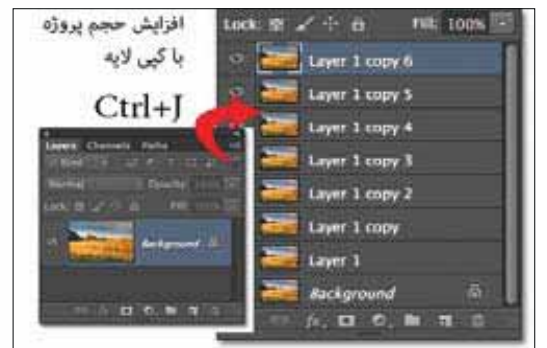 افزایش حجم پروژه
با کپی لایه
Ctrl+J
Lock:
Fill: 100%
Layer 1 copy 6
Layer 1 copy 5
Layer 1 copy 4
Layer 1 copy 3
Layer 1 copy 2
Layer 1 copy
Layer 1
Background
fx
Layers Channels Paths
Kind
Normal
Opacity:
Lock:
Fill:
Background